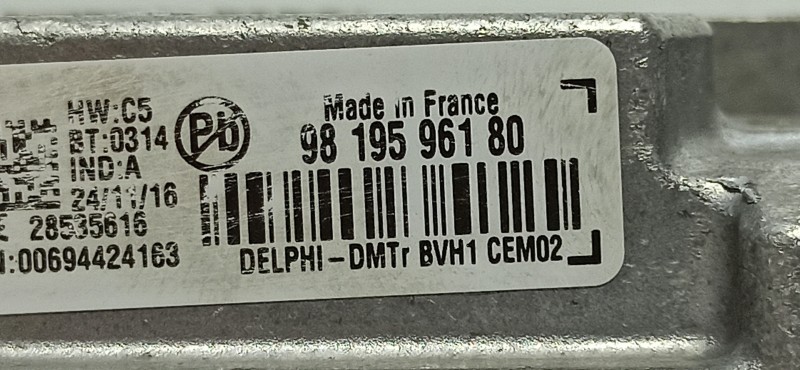 HW:C5
BT:0314
IND:A
24/11/16
28535616
:00694424163
Pb
Made in France
98 195 961 80
DELPHI-DMTr BVH1 CEM02